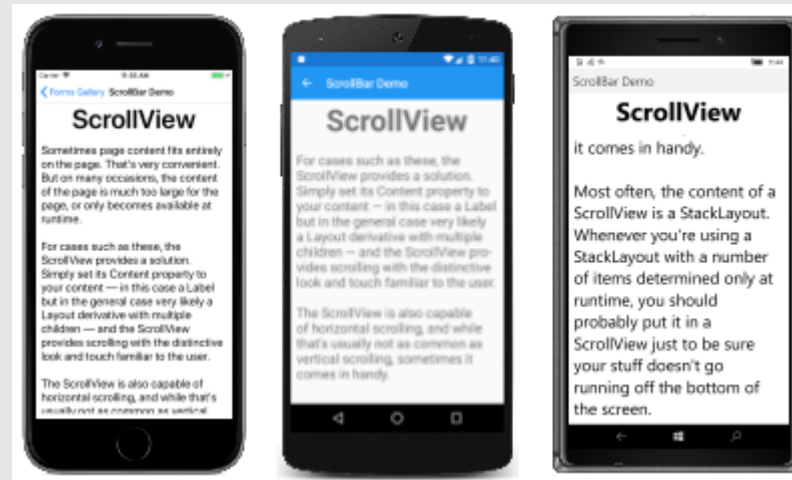 Carrier 11:35 AM
Forms Gallery ScrollBar Demo
ScrollView
Sometimes page content fits entirely
on the page. That's very convenient.
But on many occasions, the content
of the page is much too large for the
page, or only becomes available at
runtime.
For cases such as these, the
ScrollView provides a solution.
Simply set its Content property to
your content — in this case a Label
but in the general case very likely a
Layout derivative with multiple
children — and the ScrollView
provides scrolling with the distinctive
look and touch familiar to the user.
The ScrollView is also capable of
horizontal scrolling, and while that's
usually not as common as vertical
11:40
ScrollBar Demo
ScrollView
For cases such as these, the
ScrollView provides a solution.
Simply set its Content property to
your content — in this case a Label
but in the general case very likely
a Layout derivative with multiple
children — and the ScrollView pro-
vides scrolling with the distinctive
look and touch familiar to the user.
The ScrollView is also capable
of horizontal scrolling, and while
that's usually not as common as
vertical scrolling, sometimes it
comes in handy.
11:44
ScrollBar Demo
ScrollView
it comes in handy.
Most often, the content of a
ScrollView is a StackLayout.
Whenever you're using a
StackLayout with a number
of items determined only at
runtime, you should
probably put it in a
ScrollView just to be sure
your stuff doesn't go
running off the bottom of
the screen.